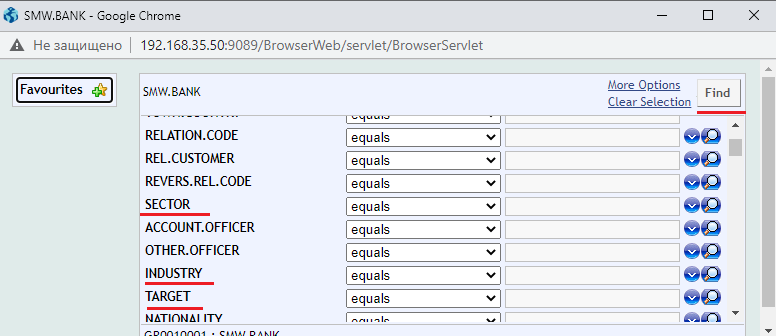 SMW.BANK - Google Chrome
Не защищено 192.168.35.50:9089/BrowserWeb/servlet/BrowserServlet
Favourites
SMW.BANK
More Options
Clear Selection
Find
equals
RELATION.CODE equals
REL.CUSTOMER equals
REVERS.REL.CODE equals
SECTOR equals
ACCOUNT.OFFICER equals
OTHER.OFFICER equals
INDUSTRY equals
TARGET equals
NATIONALITY equals
GB0010001 : SMW.BANK